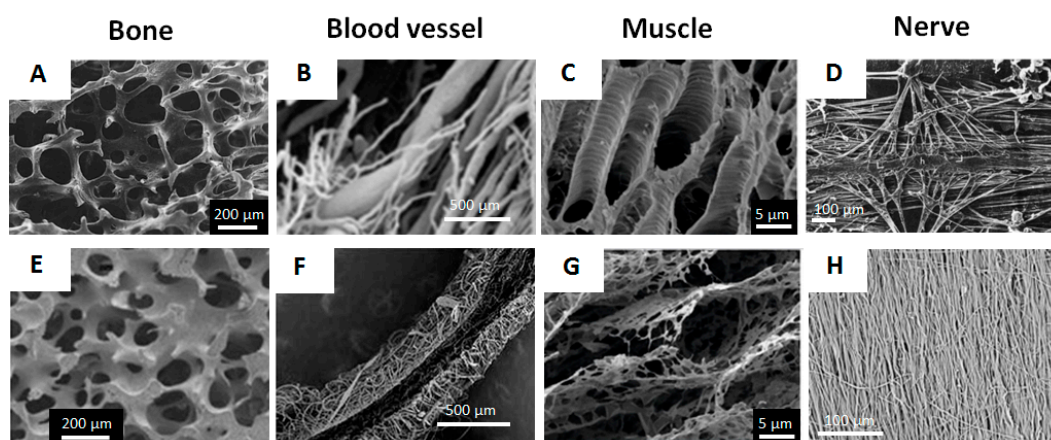 Bone Blood vessel Muscle Nerve
A B C D
200 µm 500 µm 5 µm 100 µm
E F G H
200 µm 500 µm 5 µm 100 µm